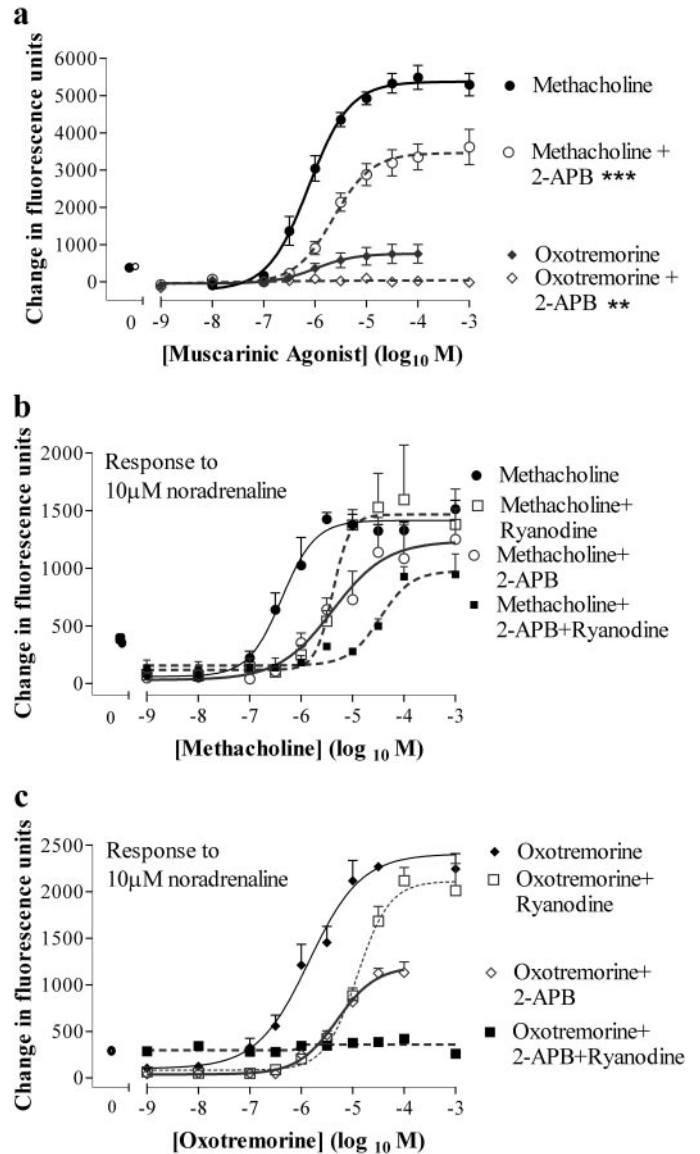 a
Change in fluorescence units
6000
5000
4000
3000
2000
1000
0
0 -9 -8 -7 -6 -5 -4 -3
[Muscarinic Agonist] (log10 M)
Methacholine
Methacholine +
2-APB ***
Oxotremorine
Oxotremorine +
2-APB **
b
Change in fluorescence units
Response to
10μM noradrenaline
2000
1500
1000
500
0
0 -9 -8 -7 -6 -5 -4 -3
[Methacholine] (log 10 M)
Methacholine
Methacholine+
Ryanodine
Methacholine+
2-APB
Methacholine+
2-APB+Ryanodine
c
Change in fluorescence units
Response to
10μM noradrenaline
2500
2000
1500
1000
500
0
0 -9 -8 -7 -6 -5 -4 -3
[Oxotremorine] (log 10 M)
Oxotremorine
Oxotremorine+
Ryanodine
Oxotremorine+
2-APB
Oxotremorine+
2-APB+Ryanodine